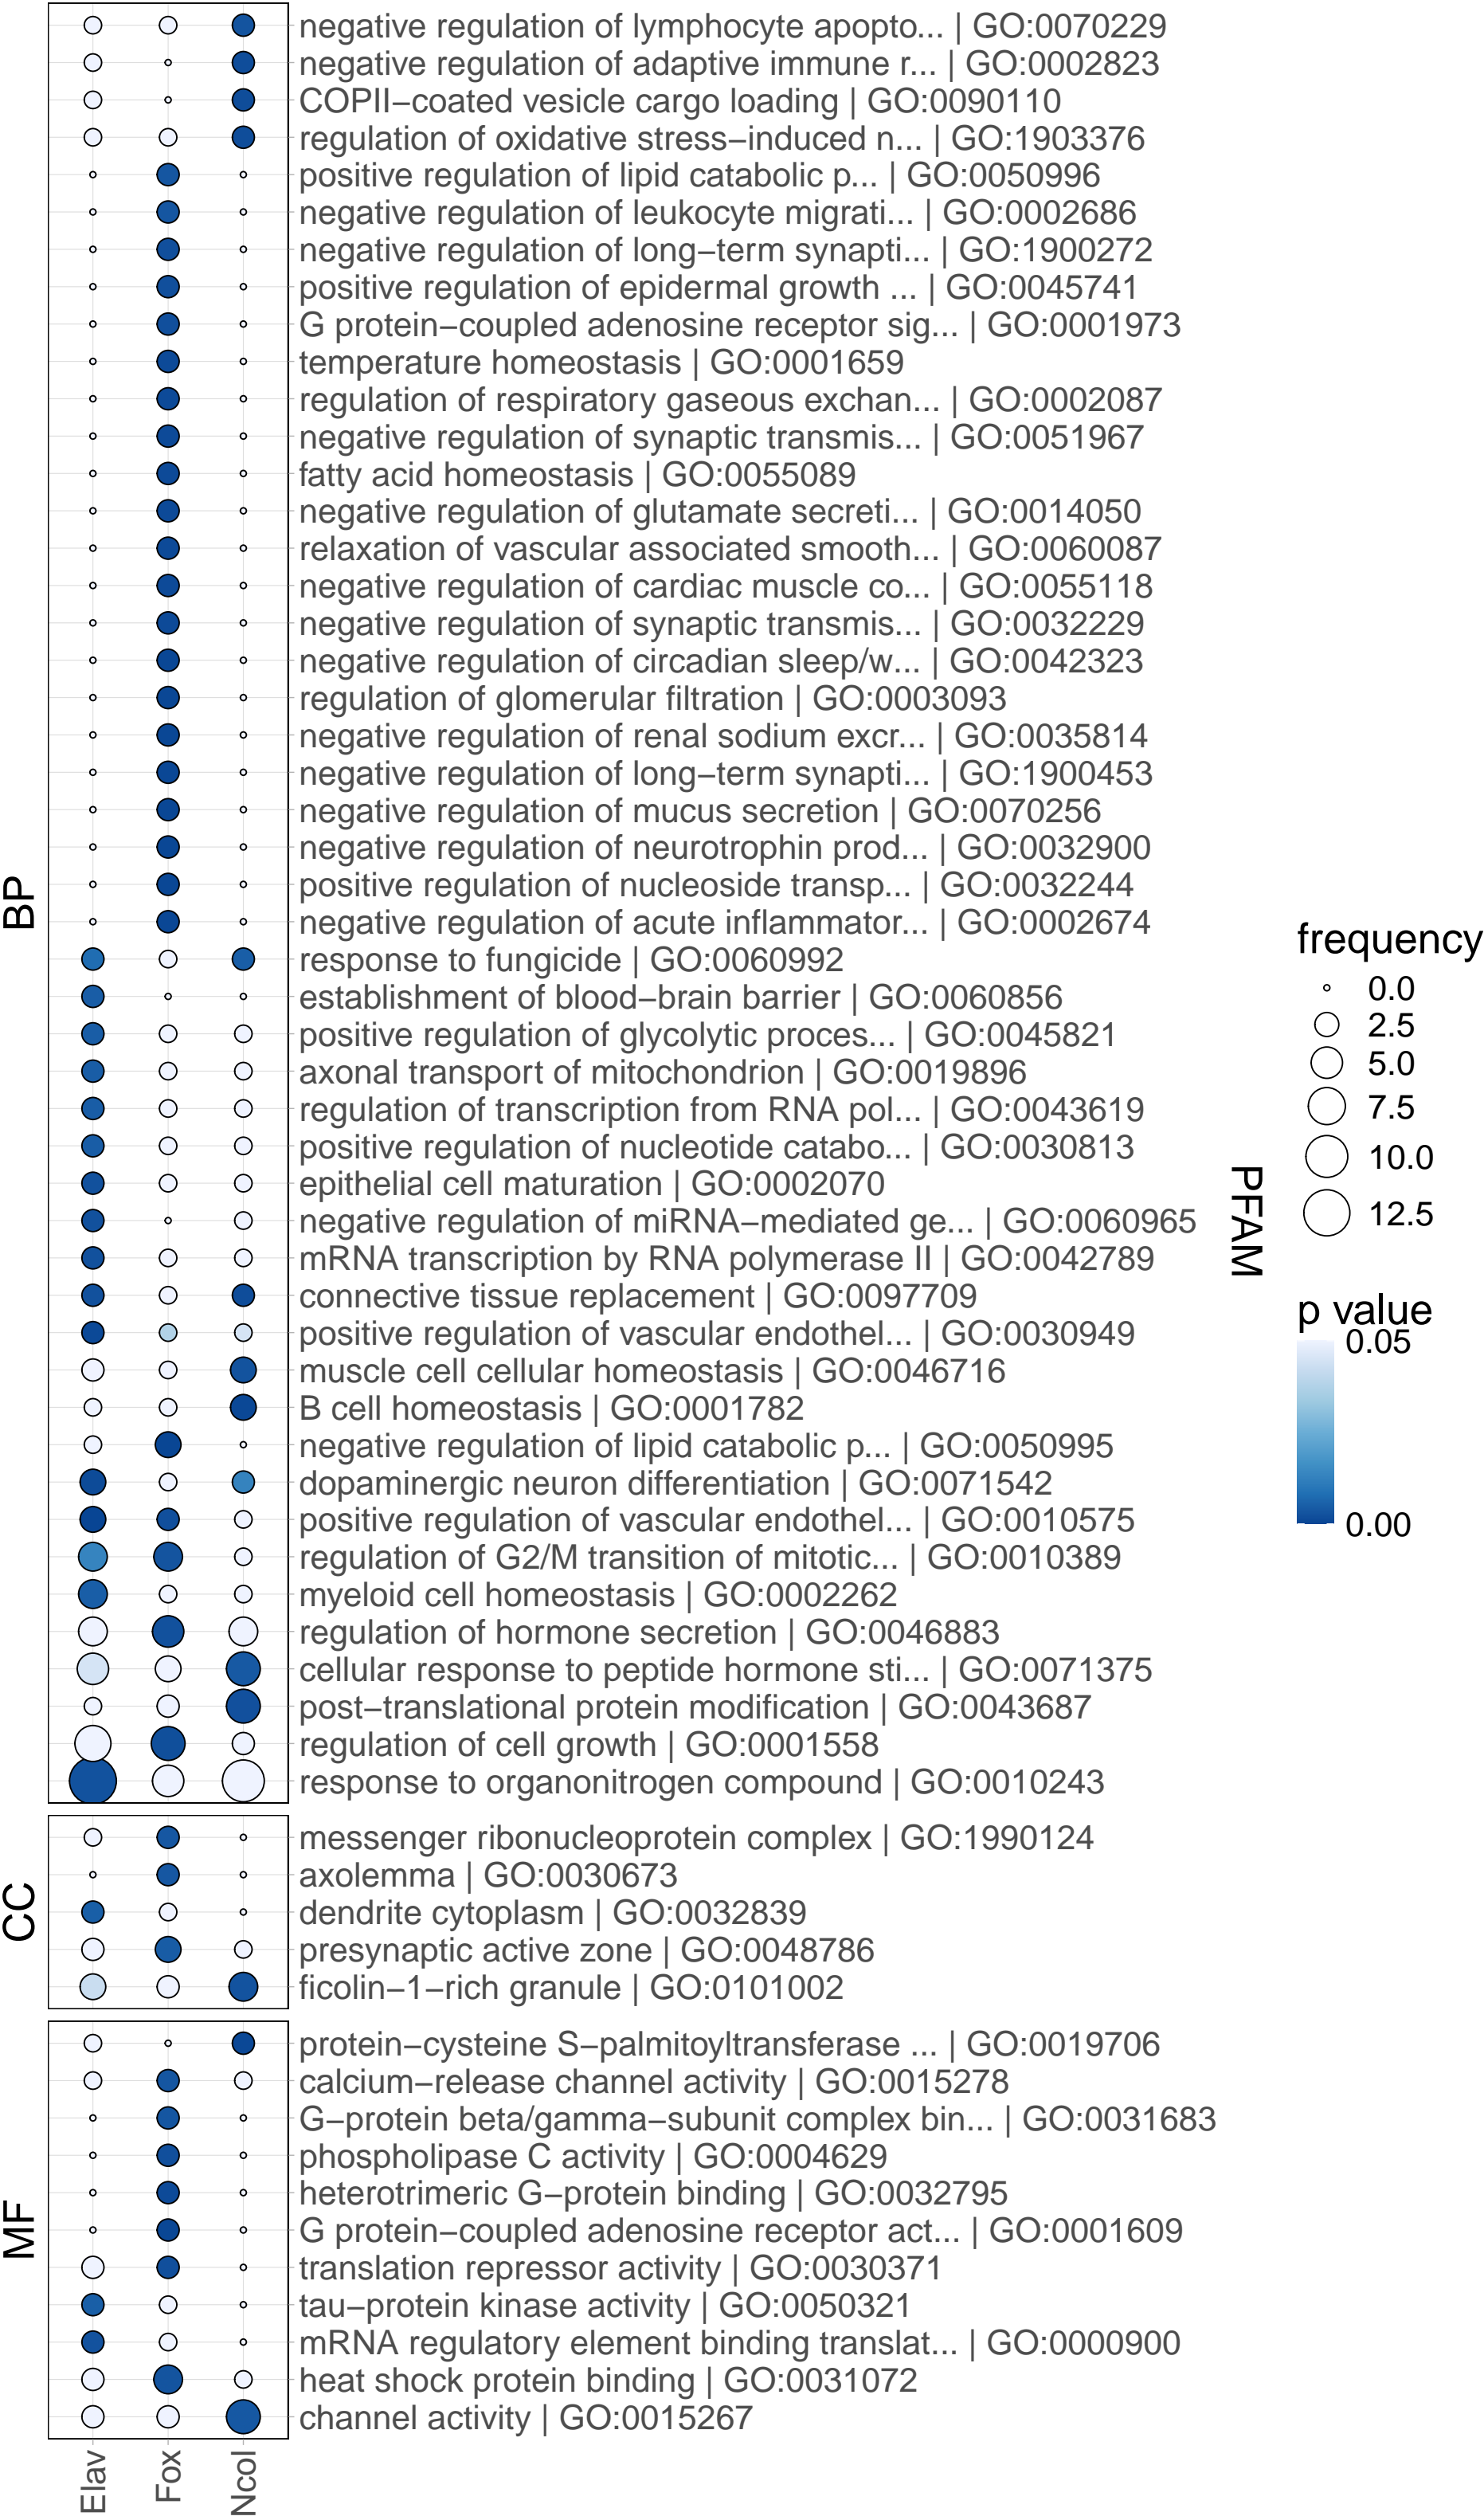 negative regulation of lymphocyte apopto... | GO:0070229
negative regulation of adaptive immune r... | GO:0002823
COPII−coated vesicle cargo loading | GO:0090110
regulation of oxidative stress−induced n... | GO:1903376
positive regulation of lipid catabolic p... | GO:0050996
negative regulation of leukocyte migrati... | GO:0002686
negative regulation of long−term synapti... | GO:1900272
positive regulation of epidermal growth ... | GO:0045741
G protein−coupled adenosine receptor sig... | GO:0001973
temperature homeostasis | GO:0001659
regulation of respiratory gaseous exchan... | GO:0002087
negative regulation of synaptic transmis... | GO:0051967
fatty acid homeostasis | GO:0055089
negative regulation of glutamate secreti... | GO:0014050
relaxation of vascular associated smooth... | GO:0060087
negative regulation of cardiac muscle co... | GO:0055118
negative regulation of synaptic transmis... | GO:0032229
negative regulation of circadian sleep/w... | GO:0042323
regulation of glomerular filtration | GO:0003093
negative regulation of renal sodium excr... | GO:0035814
negative regulation of long−term synapti... | GO:1900453
negative regulation of mucus secretion | GO:0070256
negative regulation of neurotrophin prod... | GO:0032900
positive regulation of nucleoside transp... | GO:0032244
negative regulation of acute inflammator... | GO:0002674
response to fungicide | GO:0060992
establishment of blood−brain barrier | GO:0060856
positive regulation of glycolytic proces... | GO:0045821
axonal transport of mitochondrion | GO:0019896
regulation of transcription from RNA pol... | GO:0043619
positive regulation of nucleotide catabo... | GO:0030813
epithelial cell maturation | GO:0002070
negative regulation of miRNA−mediated ge... | GO:0060965
mRNA transcription by RNA polymerase II | GO:0042789
connective tissue replacement | GO:0097709
positive regulation of vascular endothel... | GO:0030949
muscle cell cellular homeostasis | GO:0046716
B cell homeostasis | GO:0001782
negative regulation of lipid catabolic p... | GO:0050995
dopaminergic neuron differentiation | GO:0071542
positive regulation of vascular endothel... | GO:0010575
regulation of G2/M transition of mitotic... | GO:0010389
myeloid cell homeostasis | GO:0002262
regulation of hormone secretion | GO:0046883
cellular response to peptide hormone sti... | GO:0071375
post−translational protein modification | GO:0043687
regulation of cell growth | GO:0001558
response to organonitrogen compound | GO:0010243
BP
messenger ribonucleoprotein complex | GO:1990124
axolemma | GO:0030673
dendrite cytoplasm | GO:0032839
presynaptic active zone | GO:0048786
ficolin−1−rich granule | GO:0101002
CC
protein−cysteine S−palmitoyltransferase ... | GO:0019706
calcium−release channel activity | GO:0015278
G−protein beta/gamma−subunit complex bin... | GO:0031683
phospholipase C activity | GO:0004629
heterotrimeric G−protein binding | GO:0032795
G protein−coupled adenosine receptor act... | GO:0001609
translation repressor activity | GO:0030371
tau−protein kinase activity | GO:0050321
mRNA regulatory element binding translat... | GO:0000900
heat shock protein binding | GO:0031072
channel activity | GO:0015267
MF
Elav
Fox
Ncol
PFAM
frequency
0.0
2.5
5.0
7.5
10.0
12.5
p value
0.05
0.00